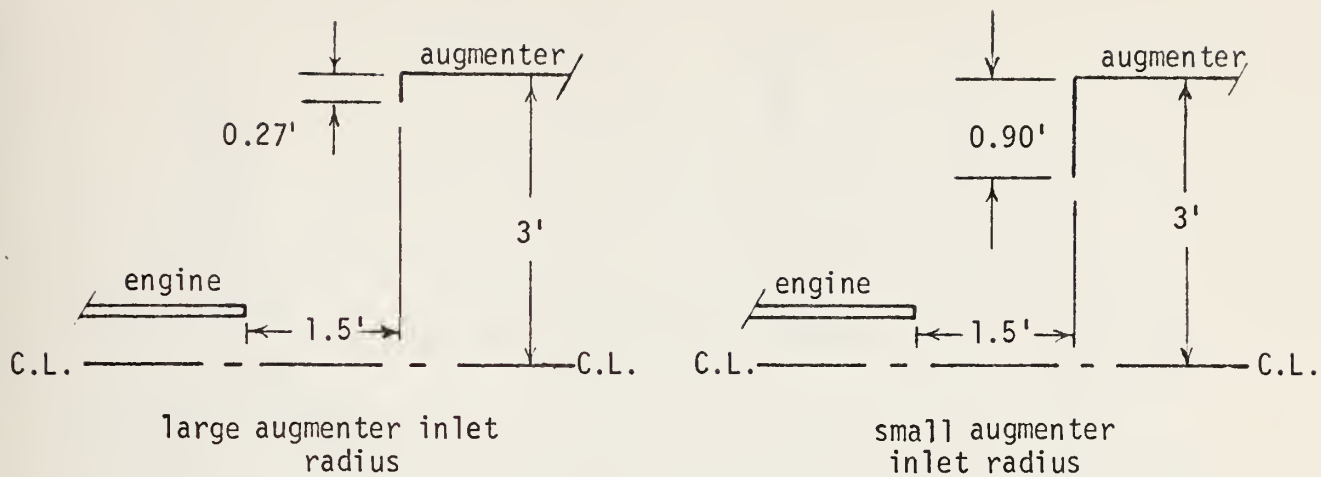 augmenter
0.27'
3'
engine
1.5'
C.L.
C.L.
large augmenter inlet
radius
augmenter
0.90'
3'
engine
1.5'
C.L.
C.L.
small augmenter
inlet radius